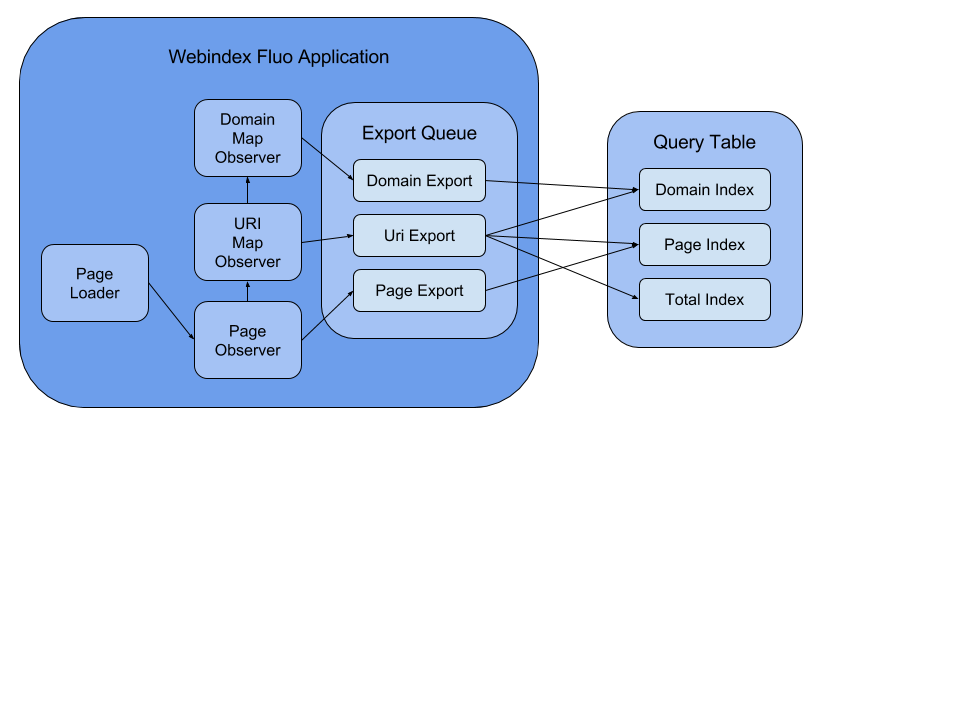 Webindex Fluo Application
Domain
Map
Observer
URI
Map
Observer
Page
Loader
Page
Observer
Export Queue
Domain Export
Uri Export
Page Export
Query Table
Domain Index
Page Index
Total Index